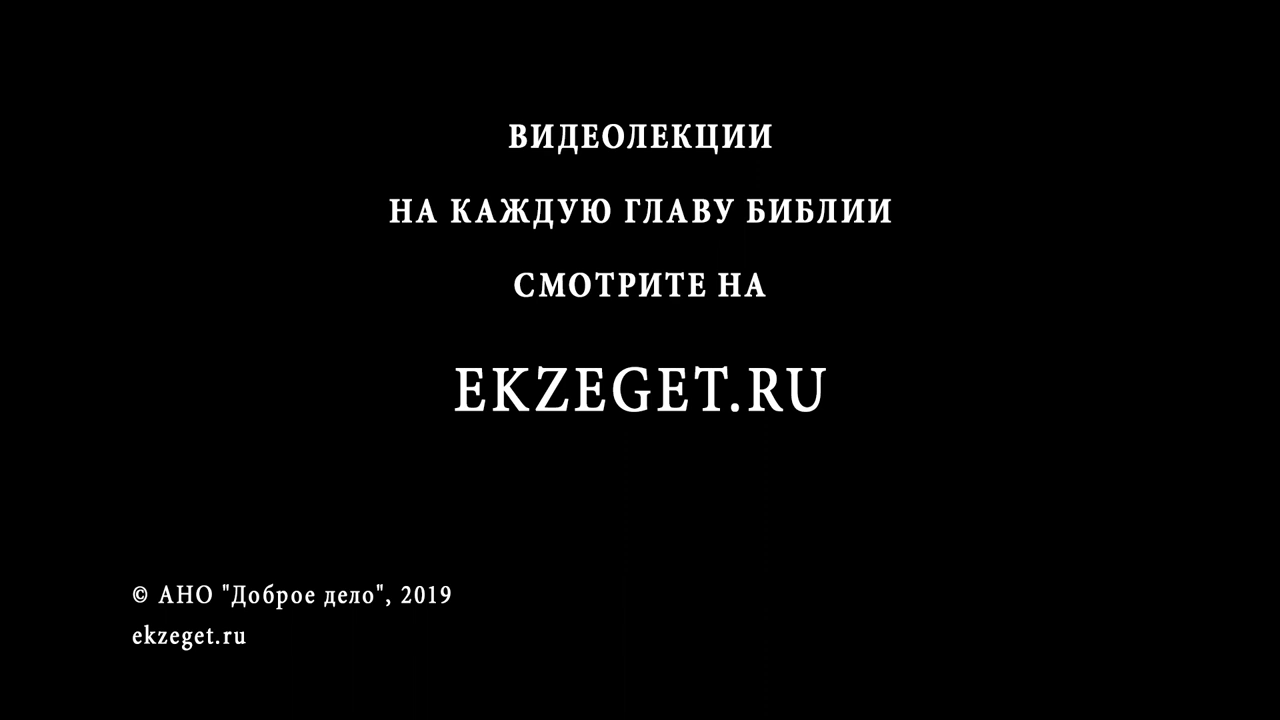 ВИДЕОЛЕКЦИИ
НА КАЖДУЮ ГЛАВУ БИБЛИИ
СМОТРИТЕ НА
EKZEGET.RU
© АНО "Доброе дело", 2019
ekzeget.ru